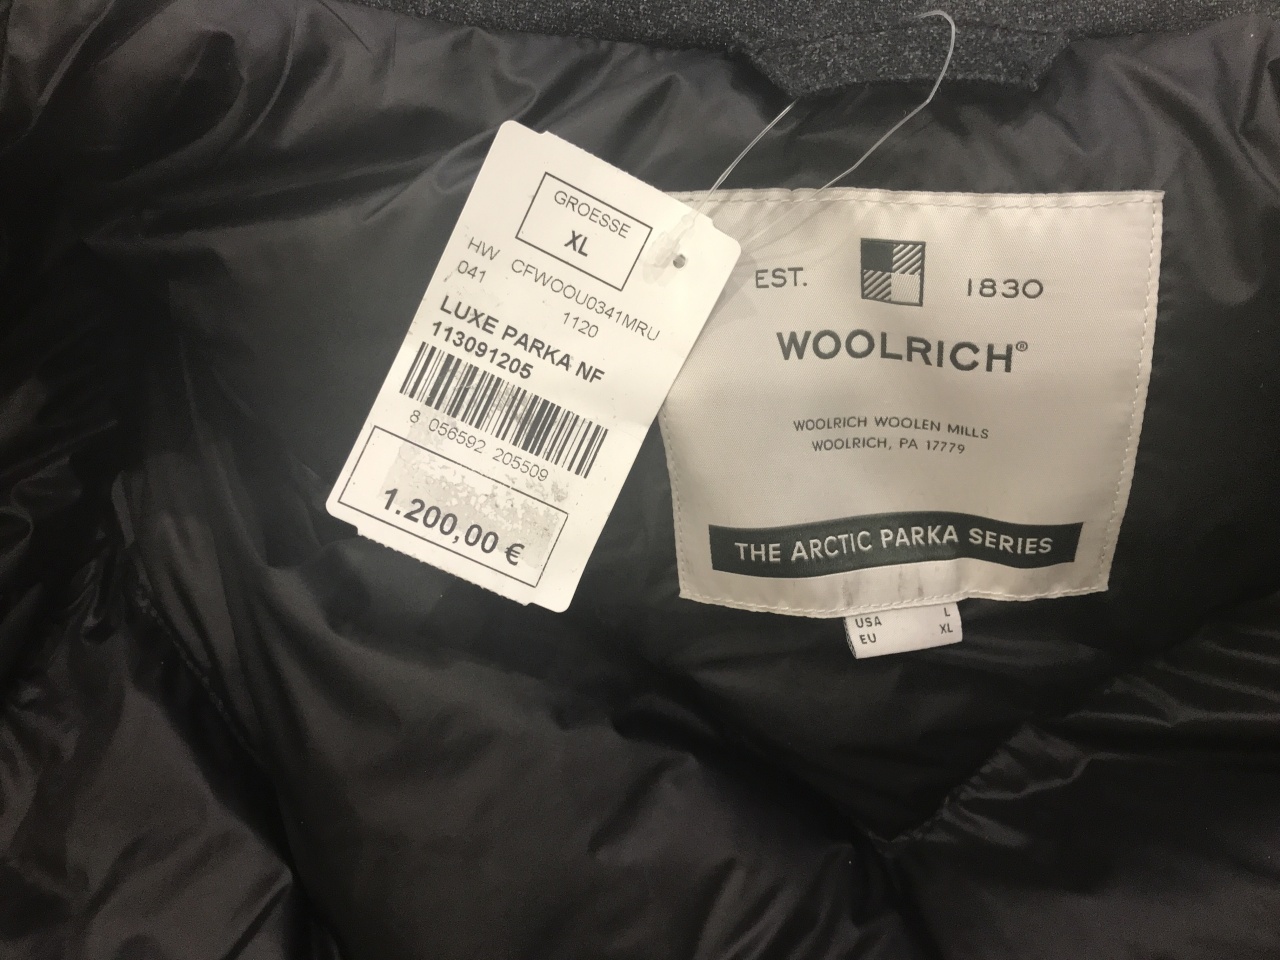 GROESSE
XL
HW CFWOOU0341MRU
041 1120
LUXE PARKA NF
113091205
8 056592 205509
1.200,00 €
EST. 1830
WOOLRICH®
WOOLRICH WOOLEN MILLS
WOOLRICH, PA 17779
THE ARCTIC PARKA SERIES
USA L
EU XL